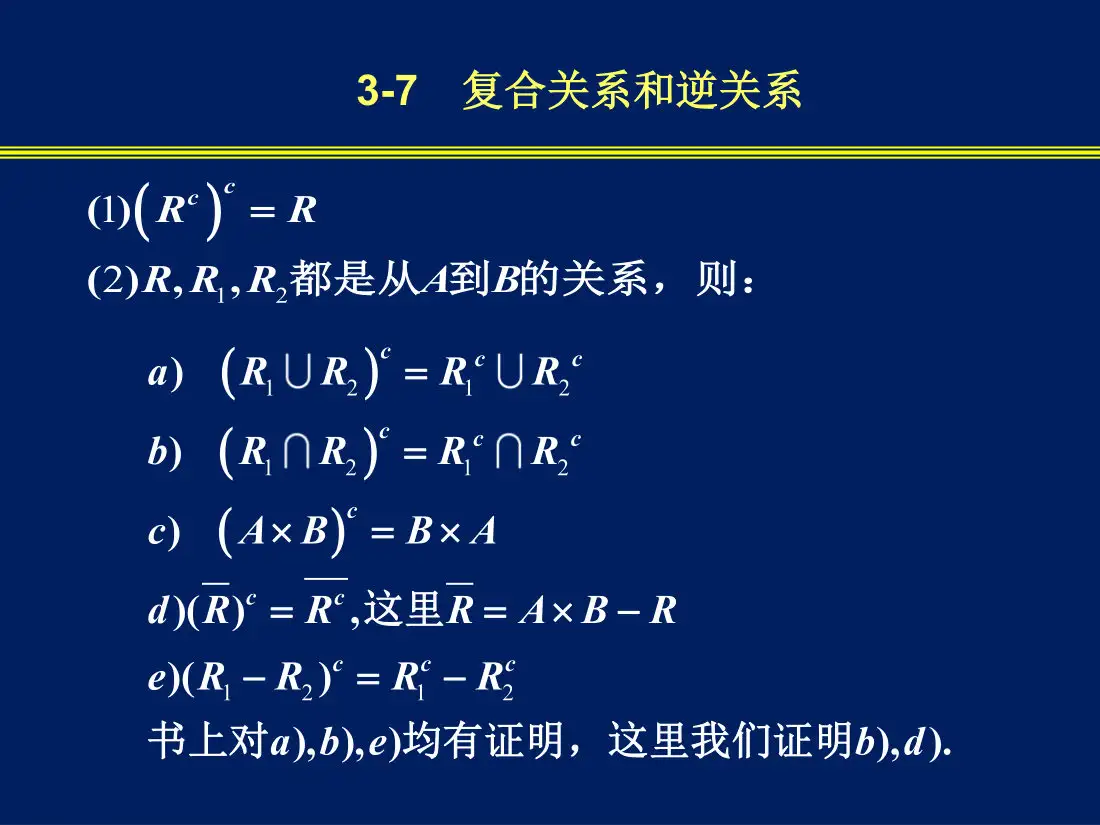 3-7 复合关系和逆关系
(1)(R^c)^c = R
(2)R, R₁, R₂都是从A到B的关系，则：
a) (R₁∪R₂)^c = R₁^c∪R₂^c
b) (R₁∩R₂)^c = R₁^c∩R₂^c
c) (A×B)^c = B×A
d)(R̅)^c = \overline{R^c},这里R̅ = A×B−R
e)(R₁−R₂)^c = R₁^c−R₂^c
书上对a),b),e)均有证明，这里我们证明b),d).